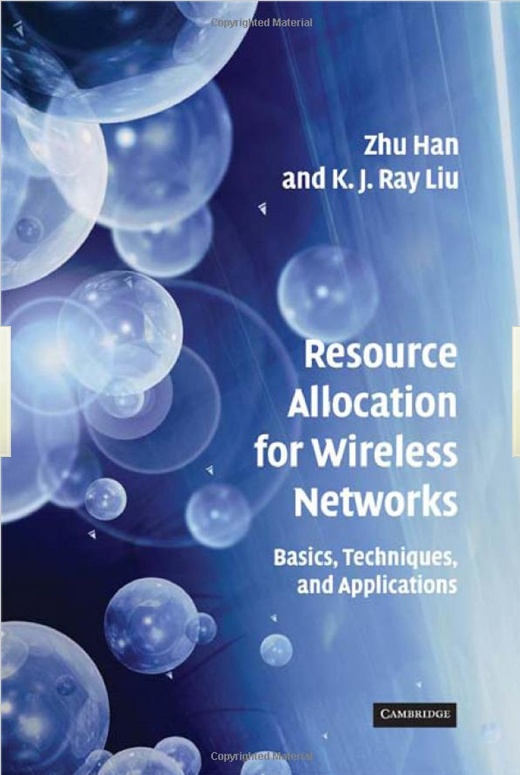 Copyrighted Material
Zhu Han
and K. J. Ray Liu
Resource
Allocation
for Wireless
Networks
Basics, Techniques,
and Applications
CAMBRIDGE
Copyrighted Material